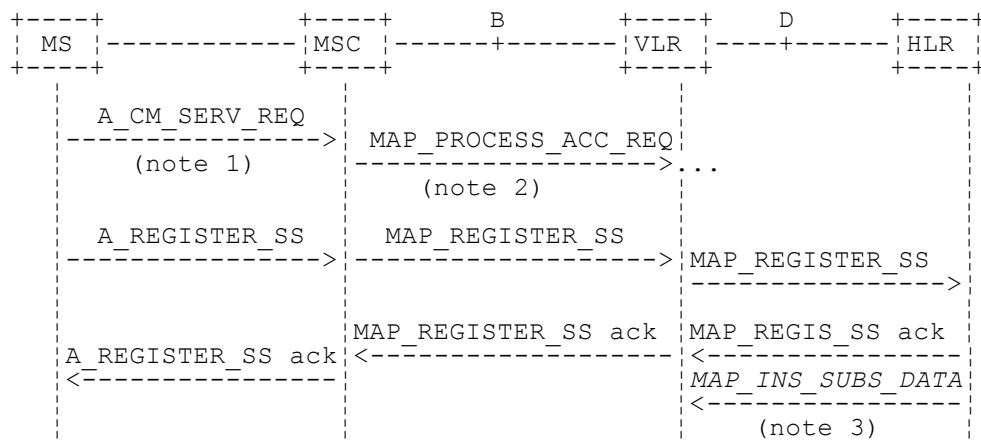 B D
MS MSC VLR HLR
A_CM_SERV_REQ
MAP_PROCESS_ACC_REQ
(note 1)
...
(note 2)
A_REGISTER_SS MAP_REGISTER_SS
MAP_REGISTER_SS
MAP_REGISTER_SS ack MAP_REGIS_SS ack
A_REGISTER_SS ack
MAP_INS_SUBS_DATA
(note 3)